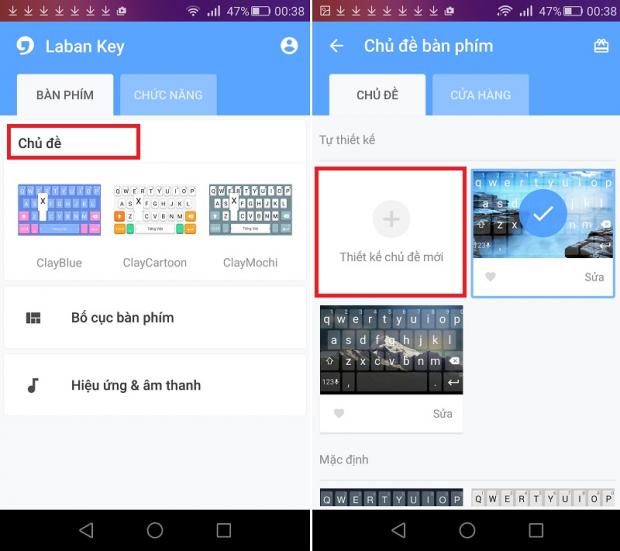 47% 00:38
Laban Key
BÀN PHÍM
CHỨC NĂNG
Chủ đề
ClayBlue
ClayCartoon
ClayMochi
Bố cục bàn phím
Hiệu ứng & âm thanh
47% 00:38
Chủ đề bàn phím
CHỦ ĐỀ
CỬA HÀNG
Tự thiết kế
Thiết kế chủ đề mới
q w e r t y u i o p
Sửa
q w e r t y u i o p
a s d f g h j k l
z x c v b n m
123
Sửa
Mặc định
Q W E R T Y U I O P
Q W E R T Y U I O P